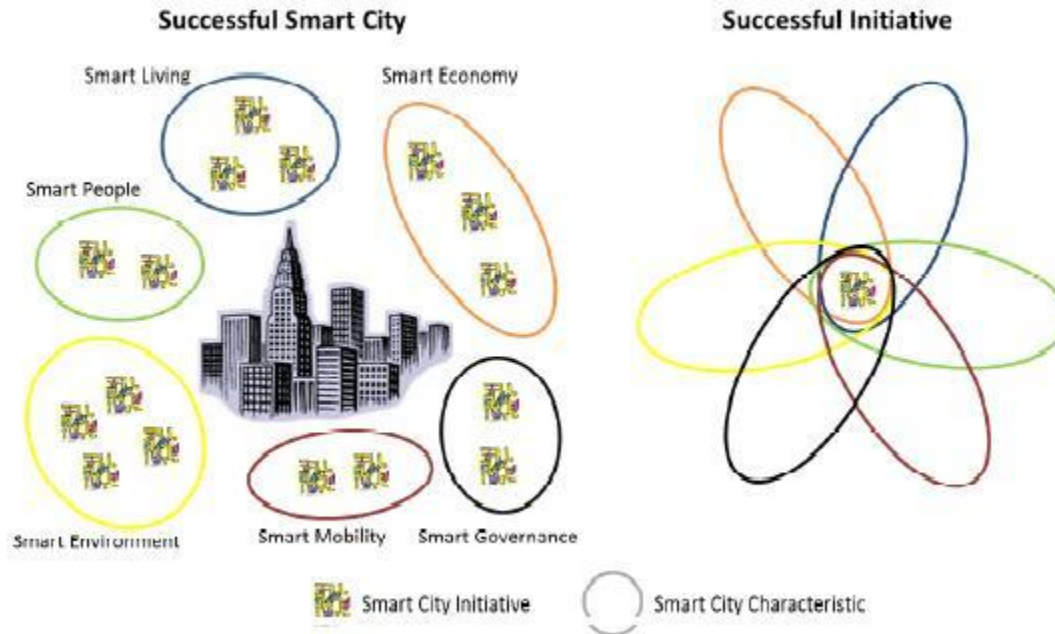 Successful Smart City
Successful Initiative
Smart Living
Smart Economy
Smart People
Smart Environment
Smart Mobility
Smart Governance
Smart City Initiative
Smart City Characteristic